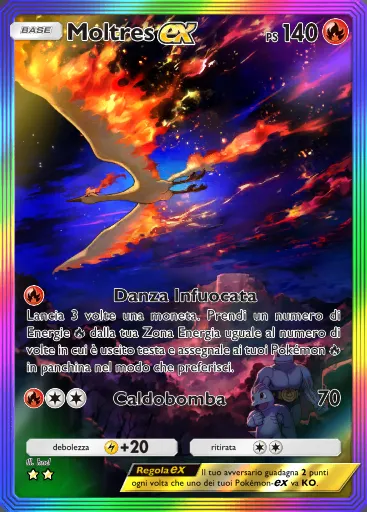 BASE Moltres ex PS 140
Danza Infuocata
Lancia 3 volte una moneta. Prendi un numero di
Energie dalla tua Zona Energia uguale al numero di
volte in cui è uscito testa e assegnale ai tuoi Pokémon
in panchina nel modo che preferisci.
Caldobomba 70
debolezza +20 ritirata
Regola ex Il tuo avversario guadagna 2 punti
ogni volta che uno dei tuoi Pokémon-ex va KO.